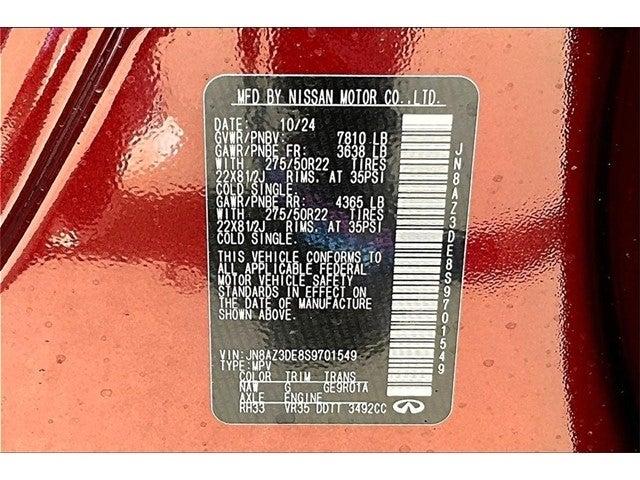 MFD BY NISSAN MOTOR CO.,LTD.
DATE: 10/24
GVWR/PNBV: 7810 LB
GAWR/PNBE FR: 3638 LB
WITH 275/50R22 TIRES
22X81/2J RIMS. AT 35PSI
COLD SINGLE.
GAWR/PNBE RR: 4365 LB
WITH 275/50R22 TIRES
22X81/2J RIMS. AT 35PSI
COLD SINGLE.
THIS VEHICLE CONFORMS TO
ALL APPLICABLE FEDERAL
MOTOR VEHICLE SAFETY
STANDARDS IN EFFECT ON
THE DATE OF MANUFACTURE
SHOWN ABOVE.
VIN:JN8AZ3DE8S9701549
TYPE:MPV
COLOR TRIM TRANS
NAW G GE9R01A
AXLE ENGINE
RH33 VR35 DDTT 3492CC
JN8AZ3DE8S9701549